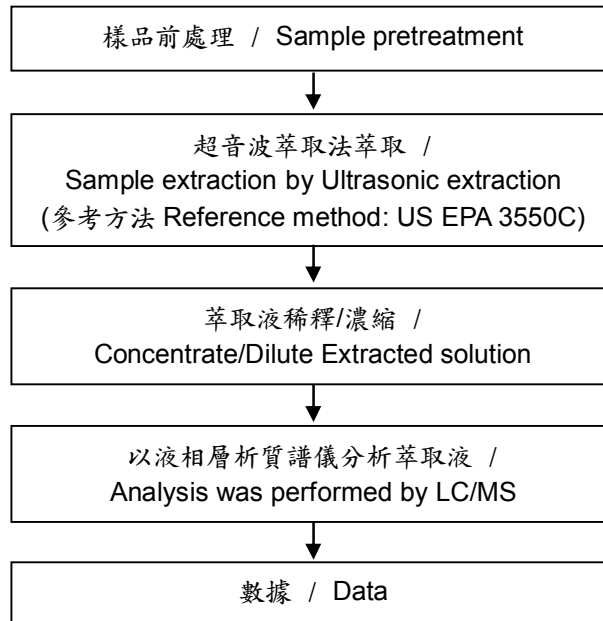 樣品前處理 / Sample pretreatment
超音波萃取法萃取 /
Sample extraction by Ultrasonic extraction
(參考方法 Reference method: US EPA 3550C)
萃取液稀釋/濃縮 /
Concentrate/Dilute Extracted solution
以液相層析質譜儀分析萃取液 /
Analysis was performed by LC/MS
數據 / Data